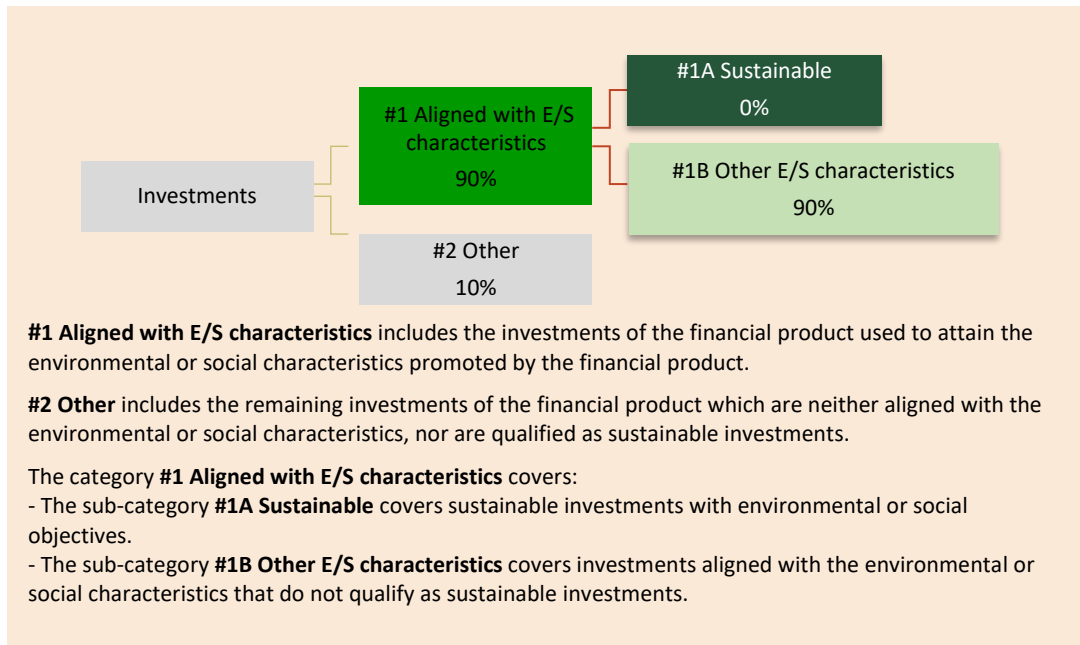 #1A Sustainable
0%
#1 Aligned with E/S
characteristics
90%
#1B Other E/S characteristics
90%
Investments
#2 Other
10%
#1 Aligned with E/S characteristics includes the investments of the financial product used to attain the
environmental or social characteristics promoted by the financial product.
#2 Other includes the remaining investments of the financial product which are neither aligned with the
environmental or social characteristics, nor are qualified as sustainable investments.
The category #1 Aligned with E/S characteristics covers:
- The sub-category #1A Sustainable covers sustainable investments with environmental or social
objectives.
- The sub-category #1B Other E/S characteristics covers investments aligned with the environmental or
social characteristics that do not qualify as sustainable investments.